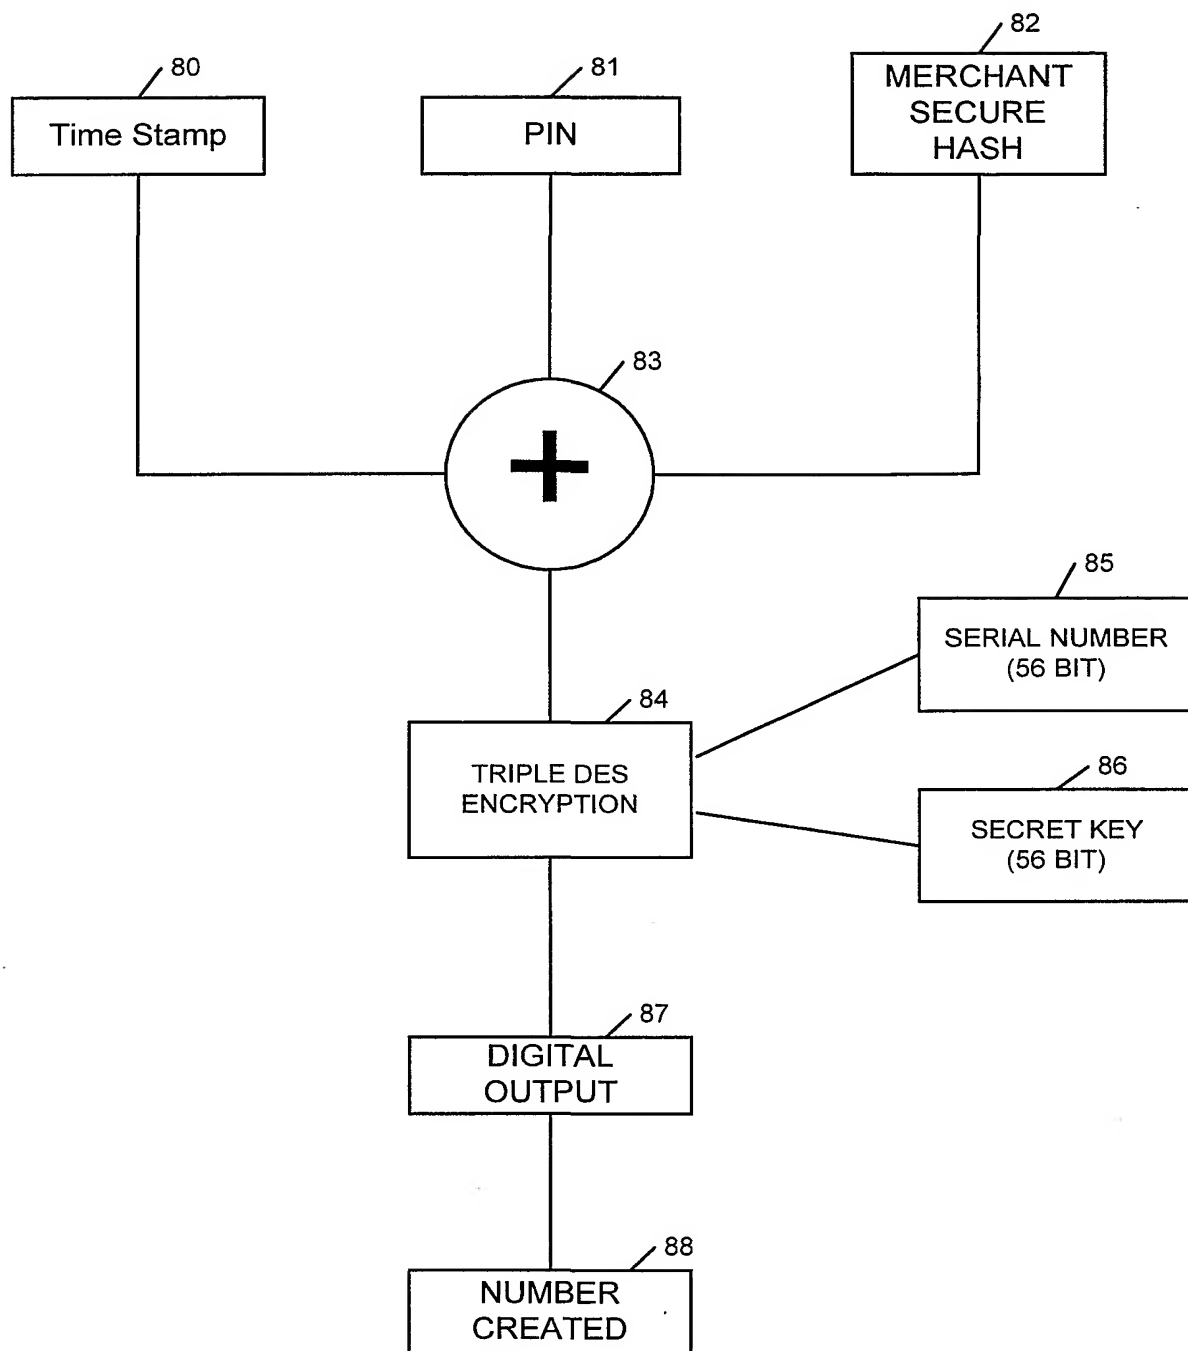 80
Time Stamp
81
PIN
82
MERCHANT
SECURE
HASH
83
+
84
TRIPLE DES
ENCRYPTION
85
SERIAL NUMBER
(56 BIT)
86
SECRET KEY
(56 BIT)
87
DIGITAL
OUTPUT
88
NUMBER
CREATED